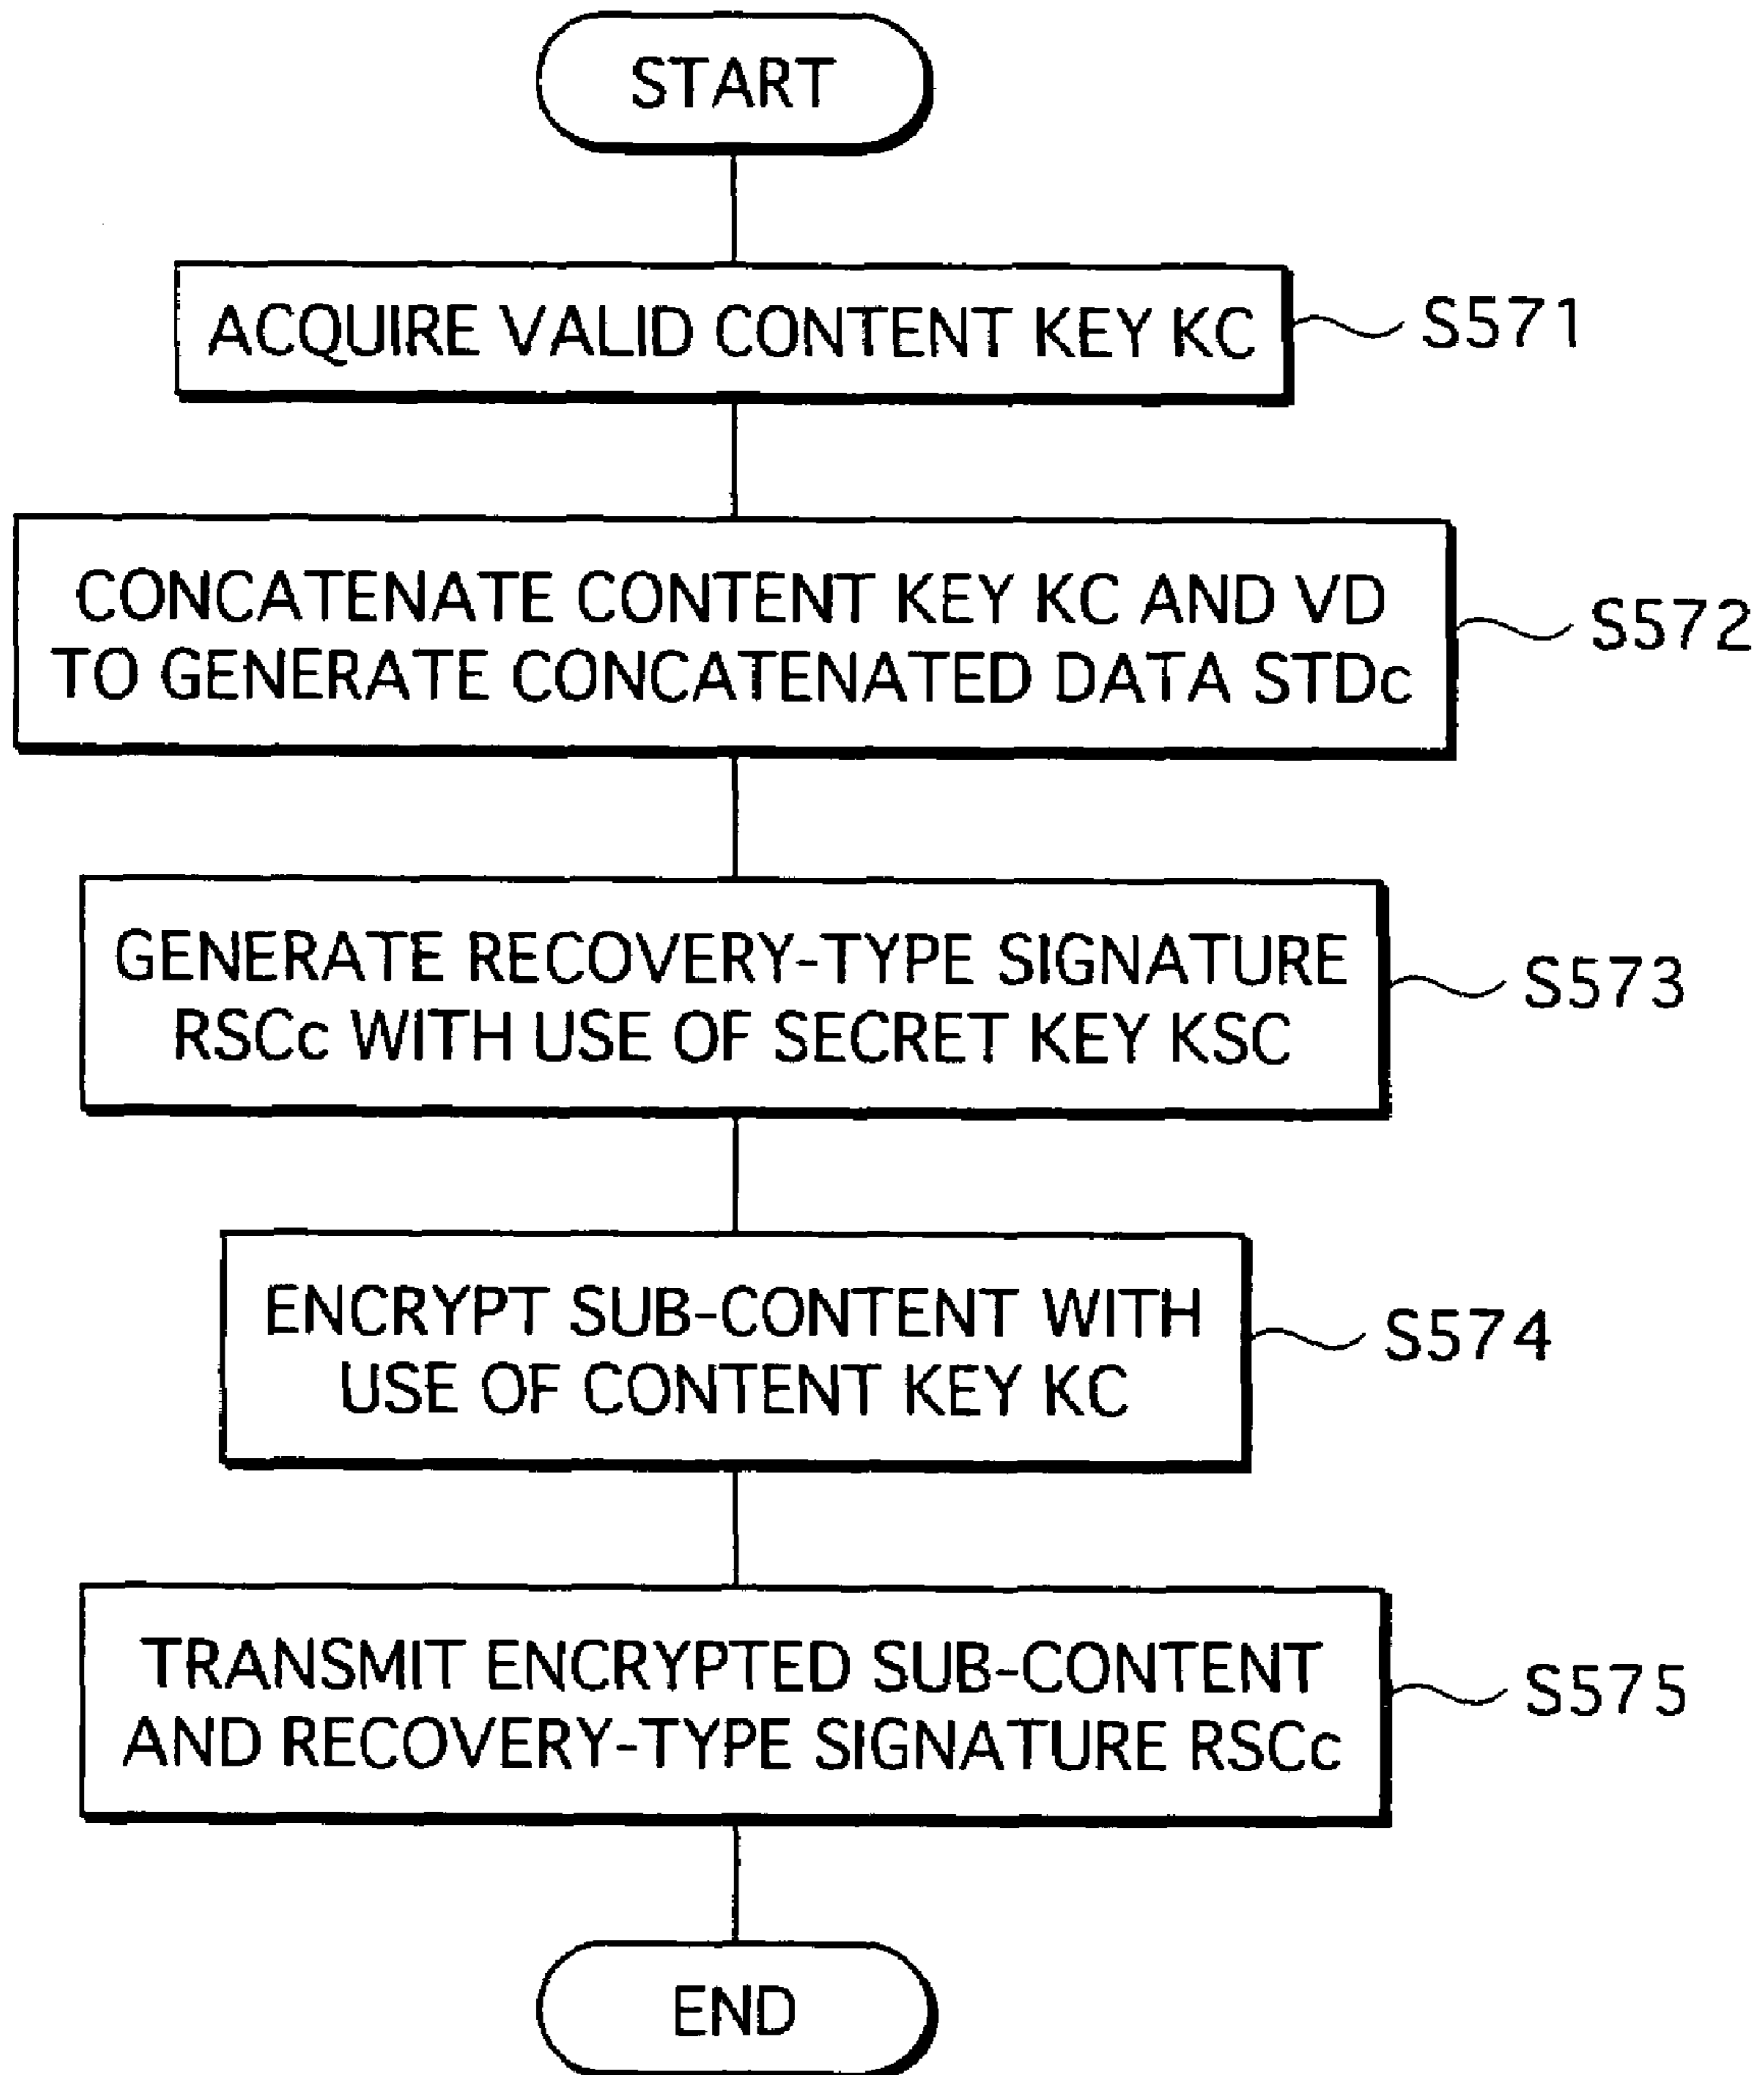 START
ACQUIRE VALID CONTENT KEY KC
S571
CONCATENATE CONTENT KEY KC AND VD
TO GENERATE CONCATENATED DATA STDc
S572
GENERATE RECOVERY-TYPE SIGNATURE
RSCc WITH USE OF SECRET KEY KSC
S573
ENCRYPT SUB-CONTENT WITH
USE OF CONTENT KEY KC
S574
TRANSMIT ENCRYPTED SUB-CONTENT
AND RECOVERY-TYPE SIGNATURE RSCc
S575
END